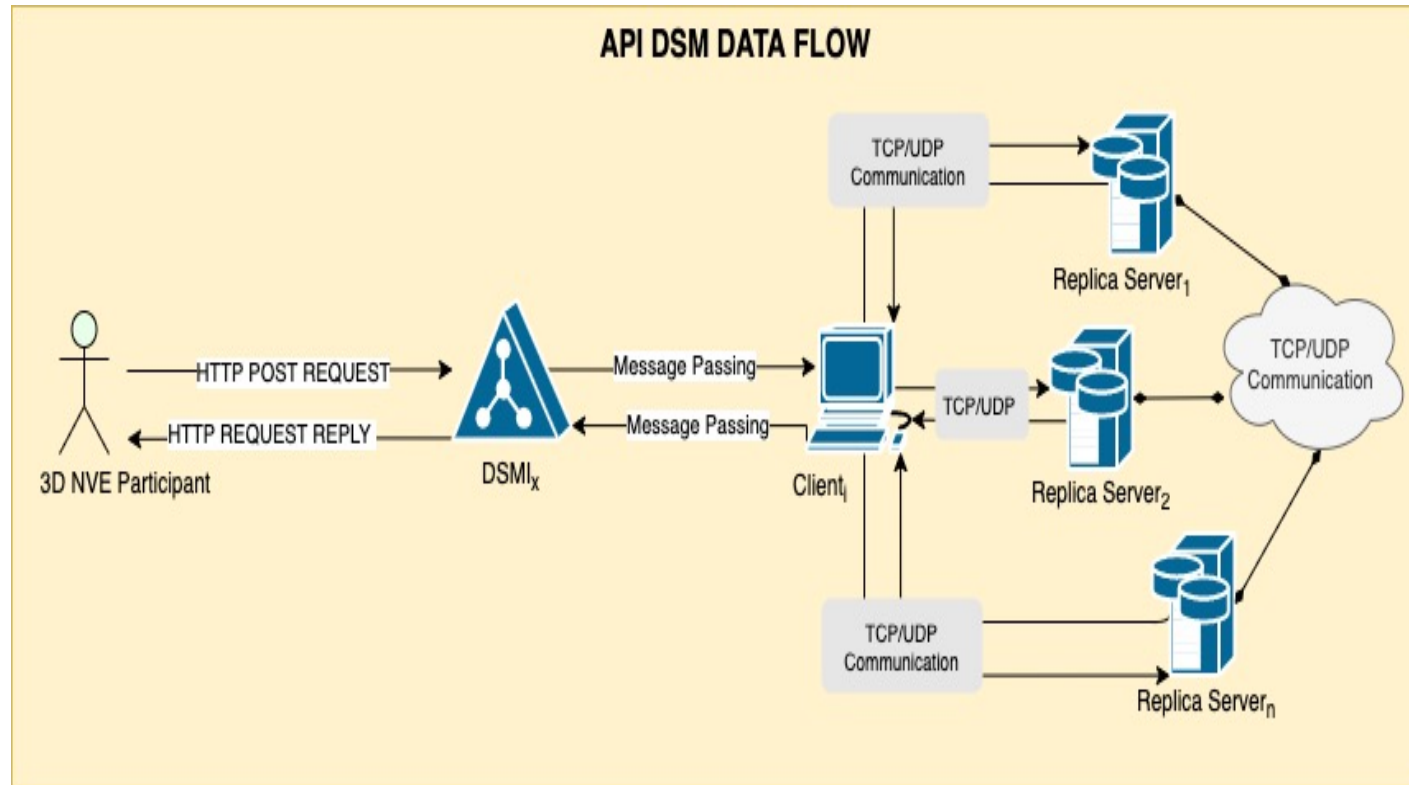 API DSM DATA FLOW
TCP/UDP
Communication
Replica Server1
TCP/UDP
Communication
HTTP POST REQUEST
Message Passing
TCP/UDP
HTTP REQUEST REPLY
Message Passing
3D NVE Participant
DSMIx
Clienti
Replica Server2
TCP/UDP
Communication
Replica Servern